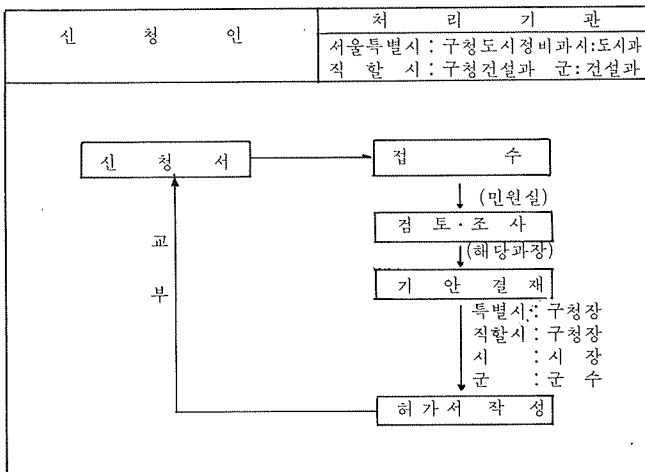 신 청 인
처 리 기 관
서울특별시 : 구청도시정비과시:도시과
직 할 시 : 구청건설과 군:건설과
신 청 서
접 수
(민원실)
검 토 · 조 사
(해당과장)
교
부
기 안 결 재
특별시 : 구청장
직할시 : 구청장
시 : 시 장
군 : 군 수
허 가 서 작 성